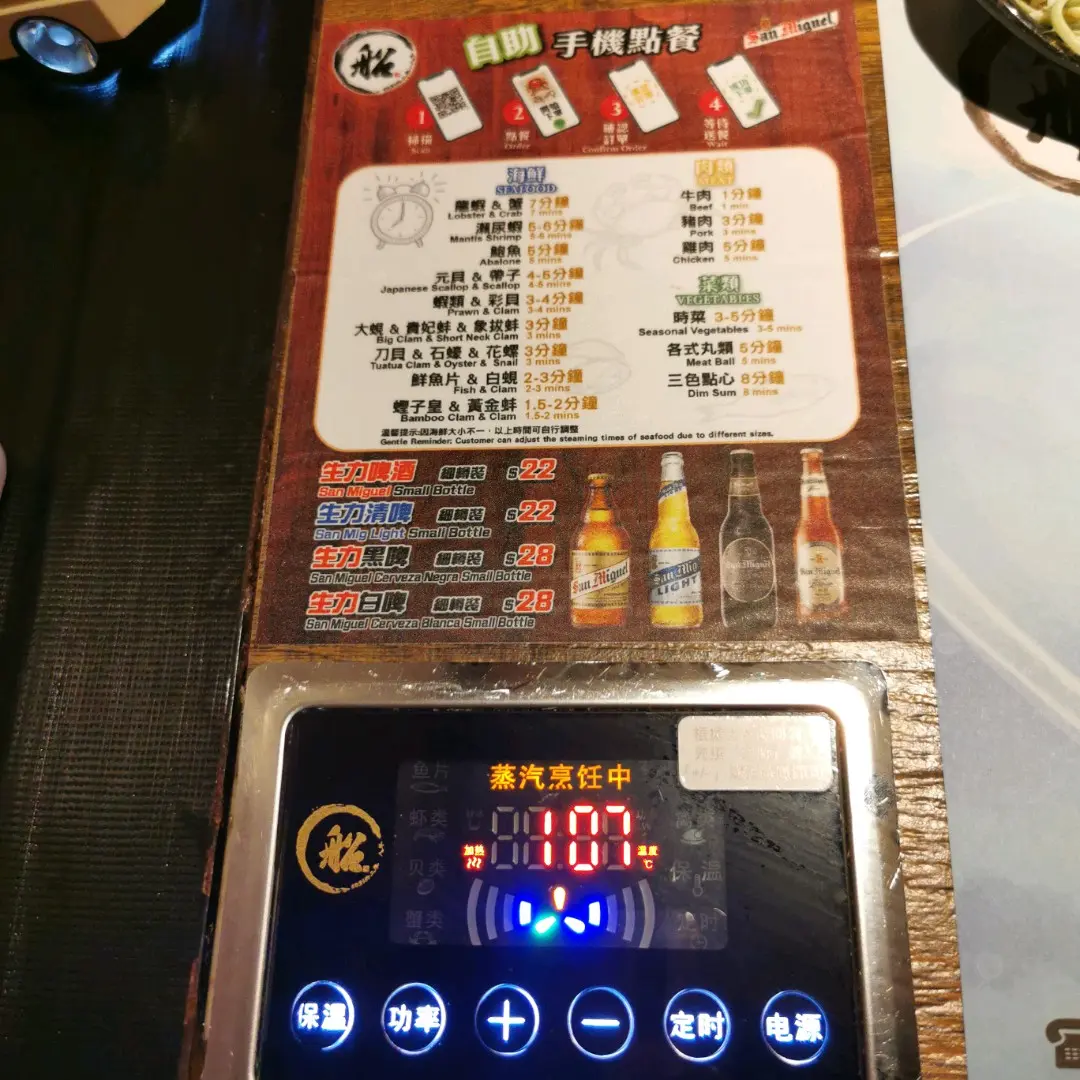 船
自助 手機點餐
San Miguel
1 2 3 4
掃描 點餐 確認訂單 等待送餐
Scan Order Confirm Order Wait
海鮮
SEAFOOD
龍蝦 & 蟹 7分鐘
Lobster & Crab 7 mins
瀨尿蝦 5-6分鐘
Mantis Shrimp 5-6 mins
鮑魚 5分鐘
Abalone 5 mins
元貝 & 帶子 4-5分鐘
Japanese Scallop & Scallop 4-5 mins
蝦類 & 彩貝 3-4分鐘
Prawn & Clam 3-4 mins
大蜆 & 貴妃蚌 & 象拔蚌 3分鐘
Big Clam & Short Neck Clam 3 mins
刀貝 & 石蠔 & 花螺 3分鐘
Tuatua Clam & Oyster & Snail 3 mins
鮮魚片 & 白蜆 2-3分鐘
Fish & Clam 2-3 mins
蟶子皇 & 黃金蚌 1.5-2分鐘
Bamboo Clam & Clam 1.5-2 mins
肉類
MEAT
牛肉 1分鐘
Beef 1 min
豬肉 3分鐘
Pork 3 mins
雞肉 5分鐘
Chicken 5 mins
菜類
VEGETABLES
時菜 3-5分鐘
Seasonal Vegetables 3-5 mins
各式丸類 5分鐘
Meat Ball 5 mins
三色點心 8分鐘
Dim Sum 8 mins
溫馨提示:因海鮮大小不一，以上時間可自行調整
Gentle Reminder: Customer can adjust the steaming times of seafood due to different sizes.
生力啤酒 細樽裝 $22
San Miguel Small Bottle
生力清啤 細樽裝 $22
San Mig Light Small Bottle
生力黑啤 細樽裝 $28
San Miguel Cerveza Negra Small Bottle
生力白啤 細樽裝 $28
San Miguel Cerveza Blanca Small Bottle
San Miguel
San Mig
LIGHT
San Miguel
San Miguel
鱼片
蒸汽烹饪中
虾类
加热 107 温度
℃
贝类
保温
蟹类
定时
船
保温 功率 + − 定时 电源